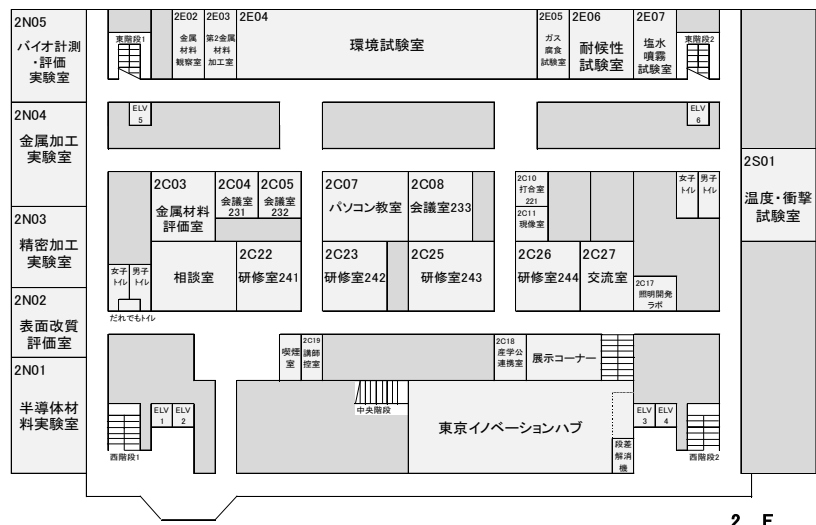 2N05
バイオ計測
・評価
実験室
2N04
金属加工
実験室
2N03
精密加工
実験室
2N02
表面改質
評価室
2N01
半導体材
料実験室
東階段1
2E02
金属
材料
観察室
2E03
第2金属
材料
加工室
2E04
環境試験室
2E05
ガス
腐食
試験室
2E06
耐候性
試験室
2E07
塩水
噴霧
試験室
東階段2
ELV
5
ELV
6
2C03
金属材料
評価室
2C04
会議室
231
2C05
会議室
232
2C07
パソコン教室
2C08
会議室233
2C10
打合室
221
2C11
現像室
女子
トイレ
男子
トイレ
2S01
温度・衝撃
試験室
女子
トイレ
男子
トイレ
だれでもトイレ
相談室
2C22
研修室241
2C23
研修室242
2C25
研修室243
2C26
研修室244
2C27
交流室
2C17
照明開発
ラボ
喫煙
室
2C19
講師
控室
2C18
産学公
連携室
展示コーナー
ELV
1
ELV
2
西階段1
中央階段
東京イノベーションハブ
段差
解消
機
ELV
3
ELV
4
西階段2
2 F